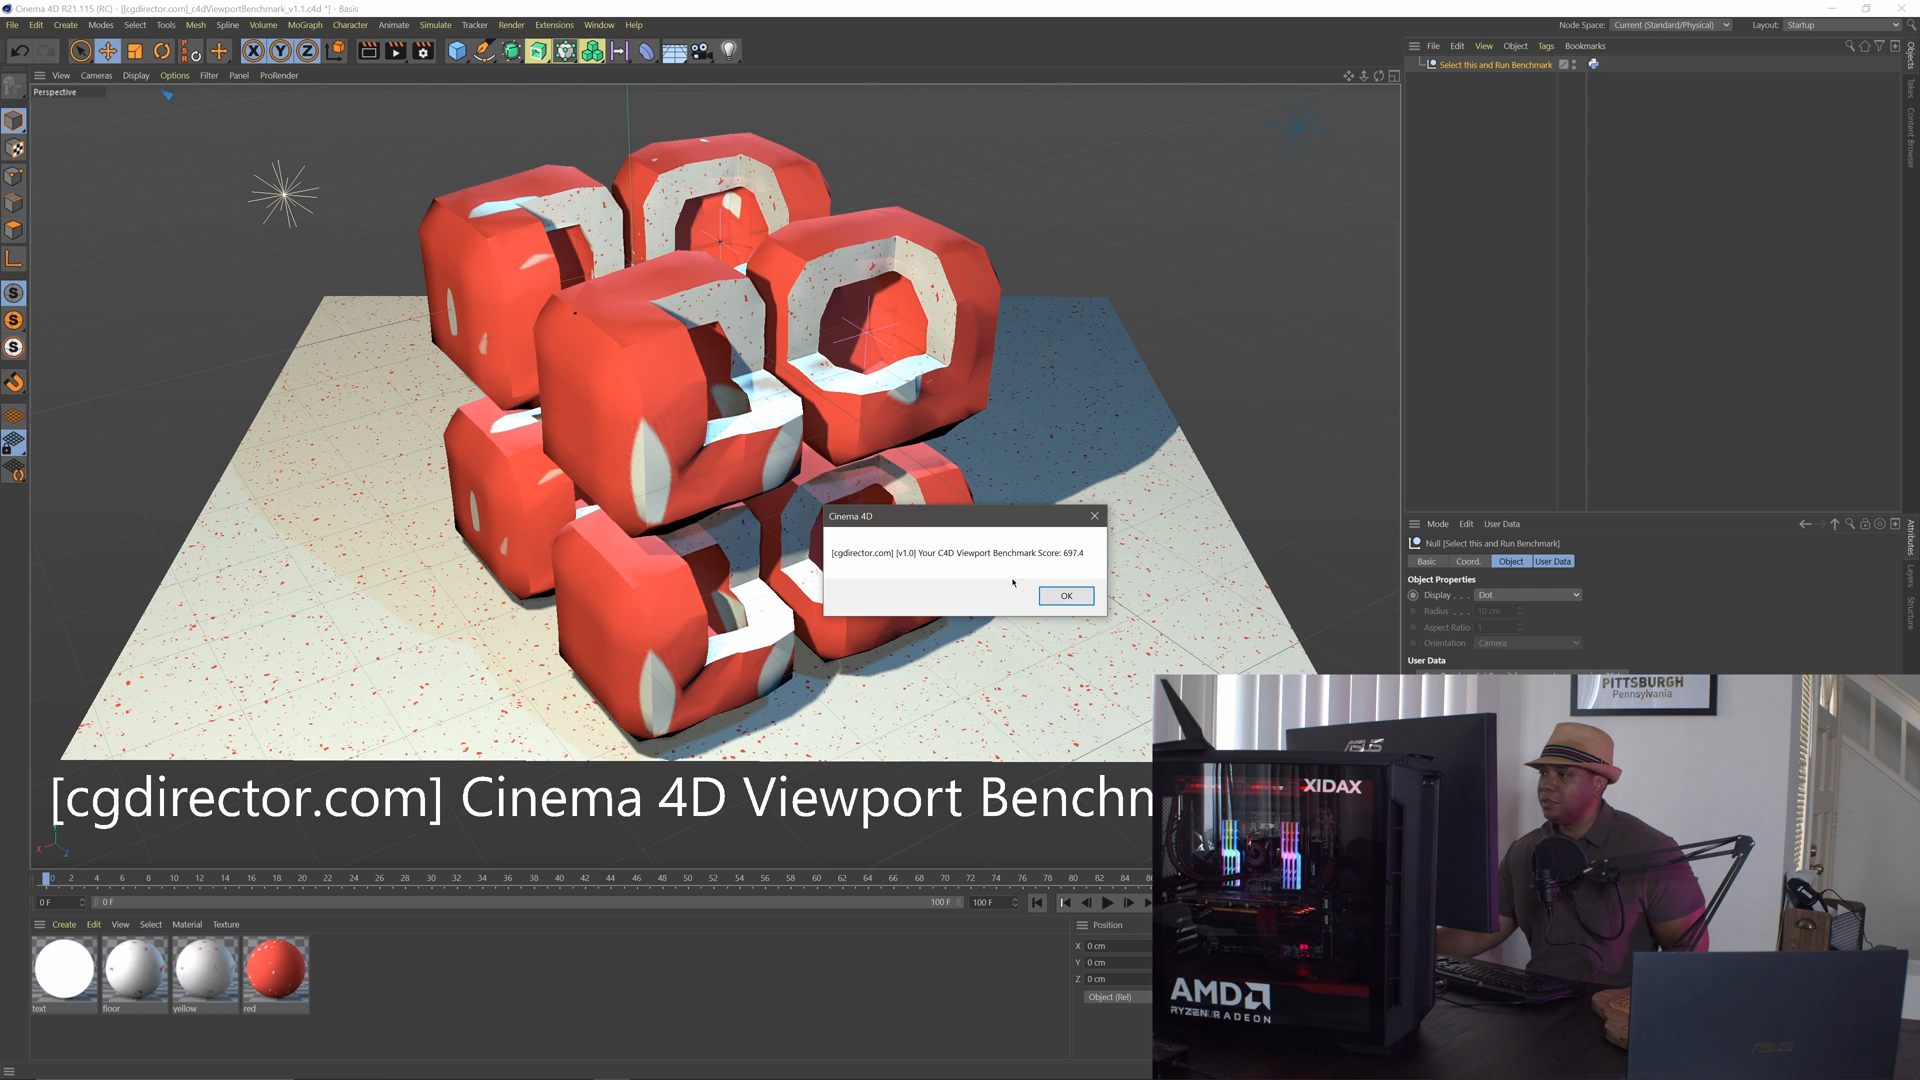 Cinema 4D R21.115 (RC) - [[cgdirector.com]_c4dViewportBenchmark_v1.1.c4d *] - Basis
File Edit Create Modes Select Tools Mesh Spline Volume MoGraph Character Animate Simulate Tracker Render Extensions Window Help
Node Space: Current (Standard/Physical) Layout: Startup
X Y Z
File Edit View Object Tags Bookmarks
Select this and Run Benchmark
View Cameras Display Options Filter Panel ProRender
Perspective
Objects
Takes
Content Browser
Cinema 4D
[cgdirector.com] [v1.0] Your C4D Viewport Benchmark Score: 697.4
OK
Mode Edit User Data
Null [Select this and Run Benchmark]
Basic Coord. Object User Data
Object Properties
Display . . . Dot
Radius . . . 10 cm
Aspect Ratio 1
Orientation Camera
User Data
Attributes
Layers
Structure
[cgdirector.com] Cinema 4D Viewport Benchm
X Z
0 2 4 6 8 10 12 14 16 18 20 22 24 26 28 30 32 34 36 38 40 42 44 46 48 50 52 54 56 58 60 62 64 66 68 70 72 74 76 78 80 82 84
0 F 0 F 100 F 100 F
Create Edit View Select Material Texture
text floor yellow red
Position
X 0 cm
Y 0 cm
Z 0 cm
Object (Rel)
PITTSBURGH
Pennsylvania
XIDAX
AMD
RYZEN RADEON